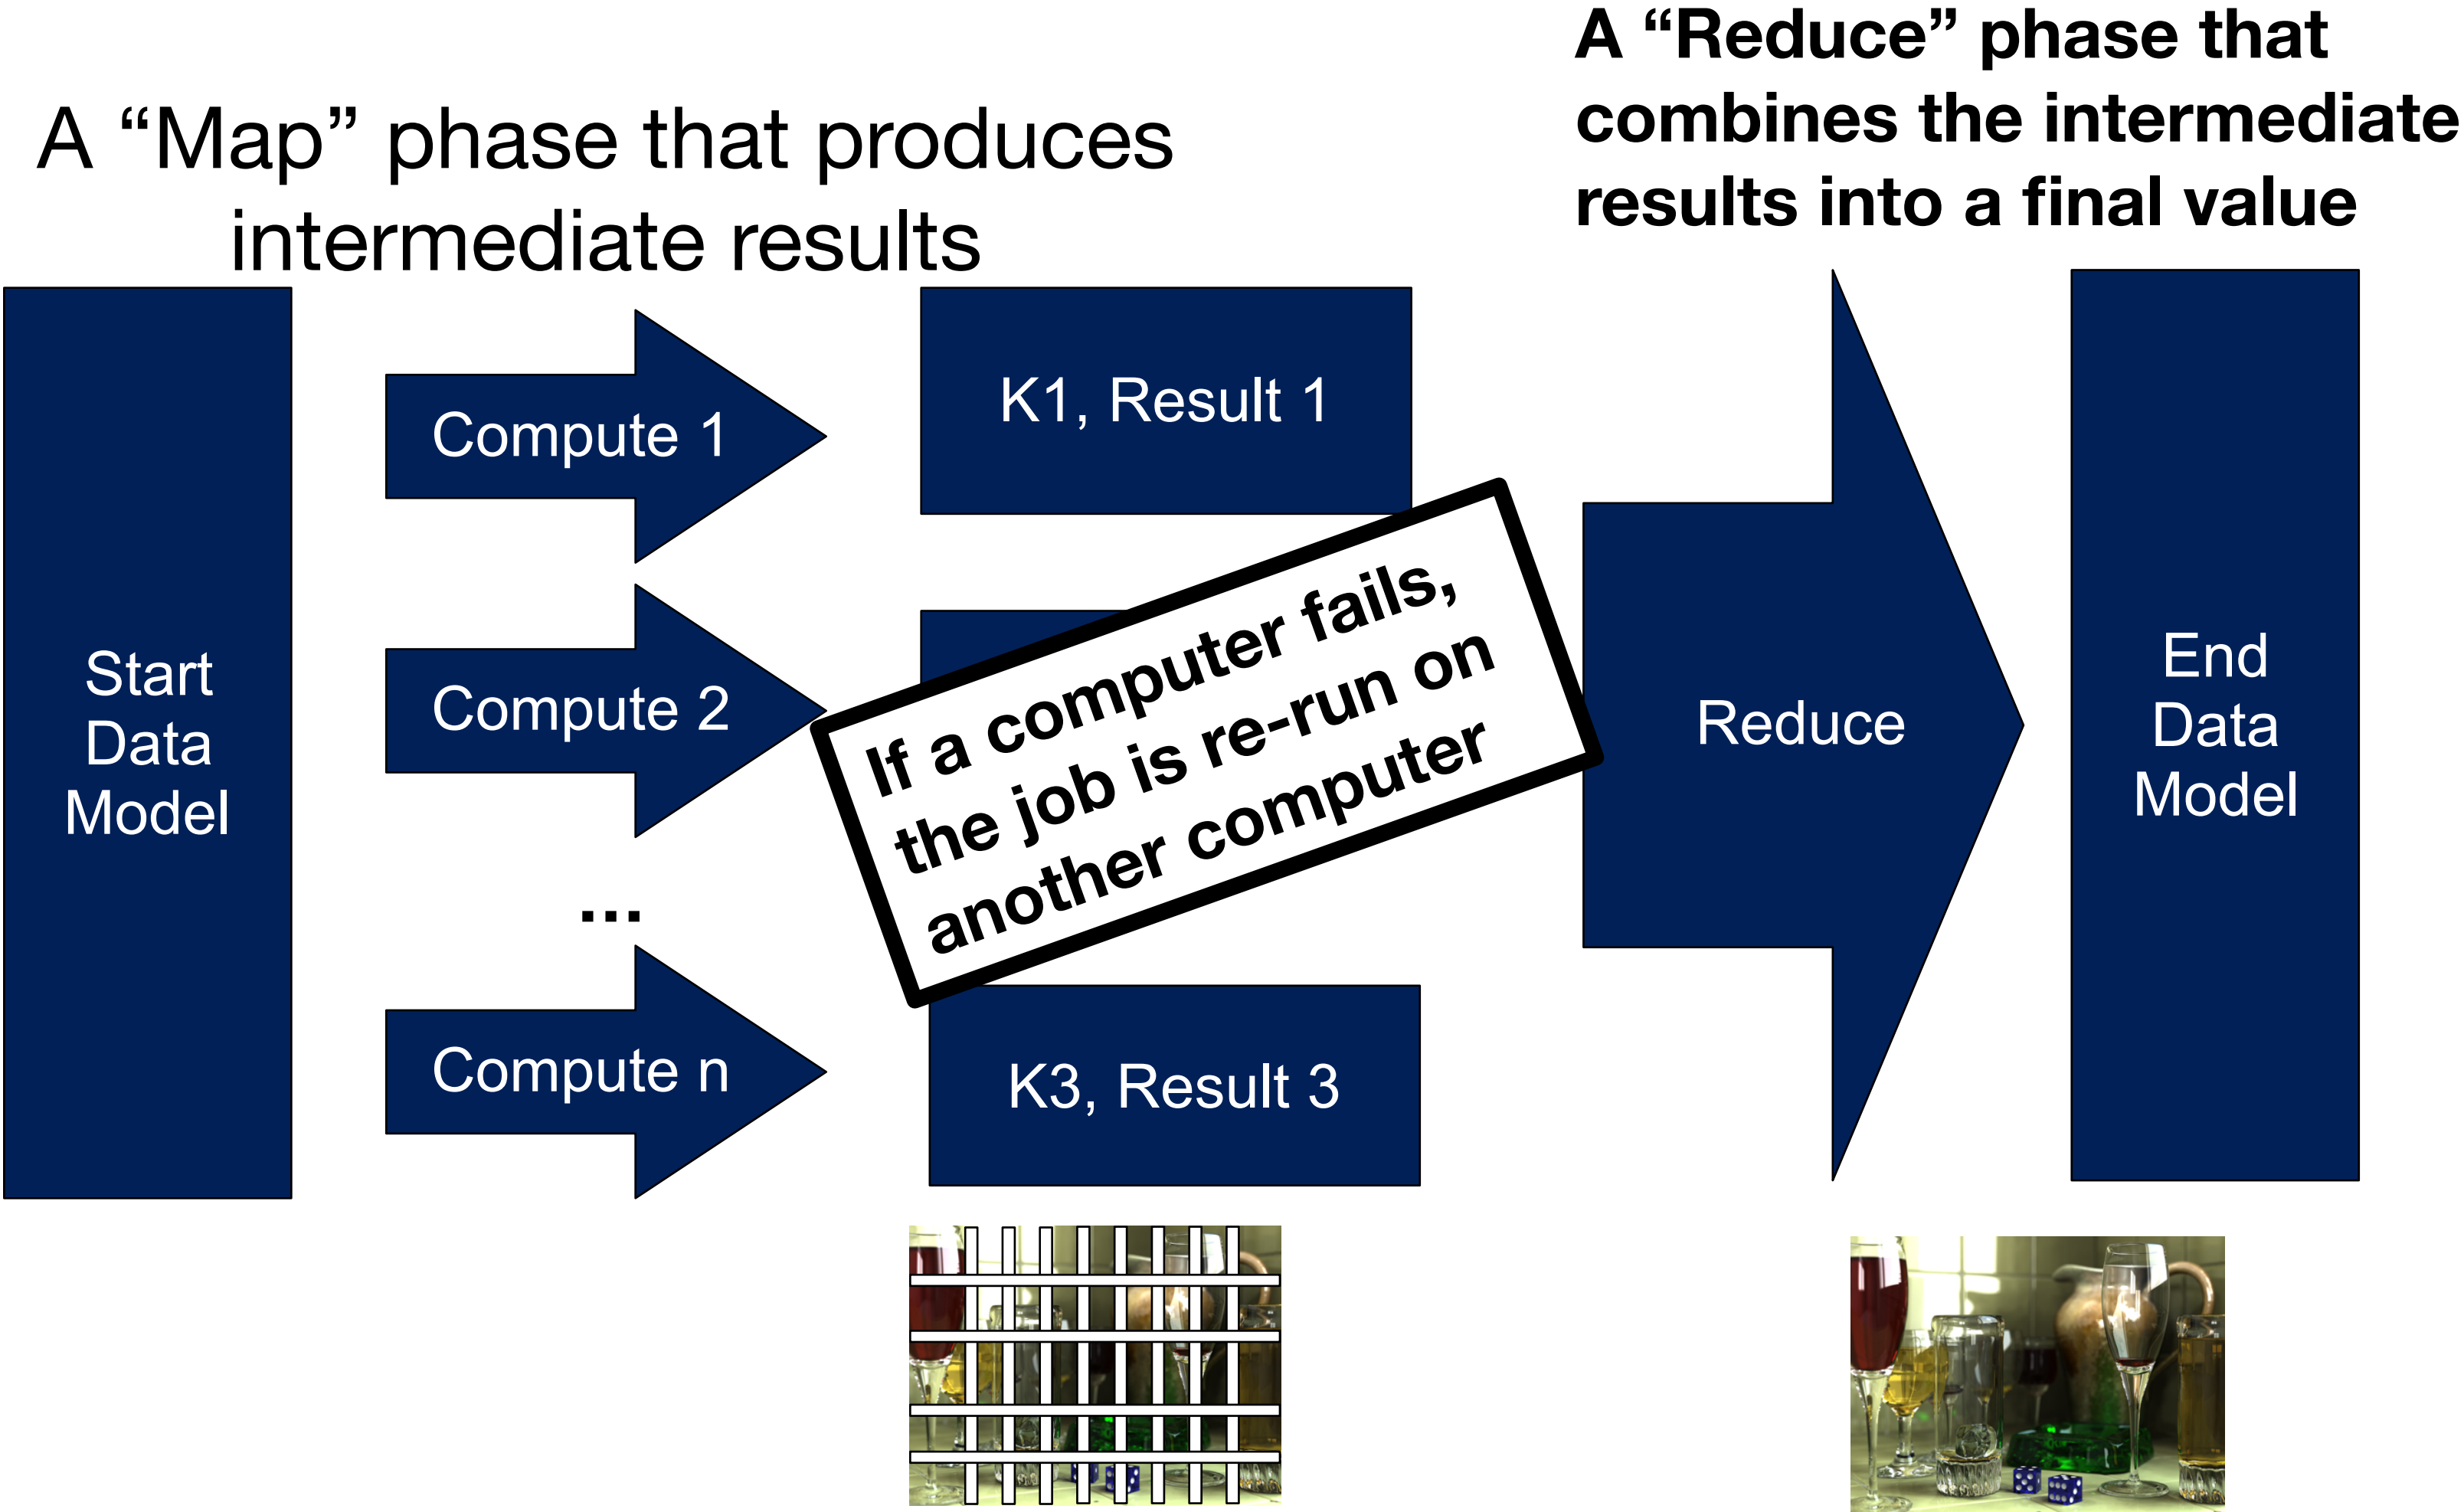 A “Map” phase that produces
intermediate results
A “Reduce” phase that
combines the intermediate
results into a final value
Start
Data
Model
Compute 1
K1, Result 1
Compute 2
If a computer fails,
the job is re-run on
another computer
...
Compute n
K3, Result 3
Reduce
End
Data
Model